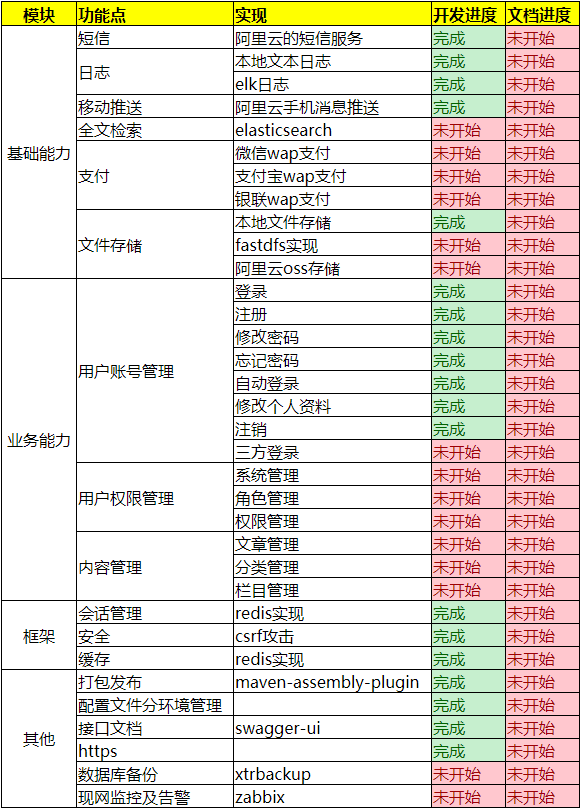 模块 功能点 实现 开发进度 文档进度
基础能力 短信 阿里云的短信服务 完成 未开始
日志 本地文本日志 完成 未开始
elk日志 完成 未开始
移动推送 阿里云手机消息推送 完成 未开始
全文检索 elasticsearch 未开始 未开始
支付 微信wap支付 未开始 未开始
支付宝wap支付 未开始 未开始
银联wap支付 未开始 未开始
文件存储 本地文件存储 完成 未开始
fastdfs实现 未开始 未开始
阿里云oss存储 未开始 未开始
业务能力 用户账号管理 登录 完成 未开始
注册 完成 未开始
修改密码 完成 未开始
忘记密码 完成 未开始
自动登录 完成 未开始
修改个人资料 完成 未开始
注销 完成 未开始
三方登录 未开始 未开始
用户权限管理 系统管理 未开始 未开始
角色管理 未开始 未开始
权限管理 未开始 未开始
内容管理 文章管理 未开始 未开始
分类管理 未开始 未开始
栏目管理 未开始 未开始
框架 会话管理 redis实现 完成 未开始
安全 csrf攻击 完成 未开始
缓存 redis实现 完成 未开始
其他 打包发布 maven-assembly-plugin 完成 未开始
配置文件分环境管理 完成 未开始
接口文档 swagger-ui 完成 未开始
https 完成 未开始
数据库备份 xtrbackup 未开始 未开始
现网监控及告警 zabbix 未开始 未开始